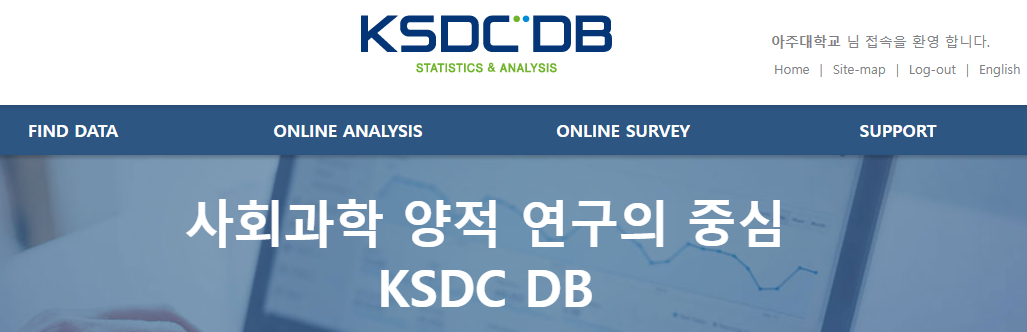 KSDC DB
STATISTICS & ANALYSIS
아주대학교 님 접속을 환영 합니다.
Home | Site-map | Log-out | English
FIND DATA ONLINE ANALYSIS ONLINE SURVEY SUPPORT
사회과학 양적 연구의 중심
KSDC DB